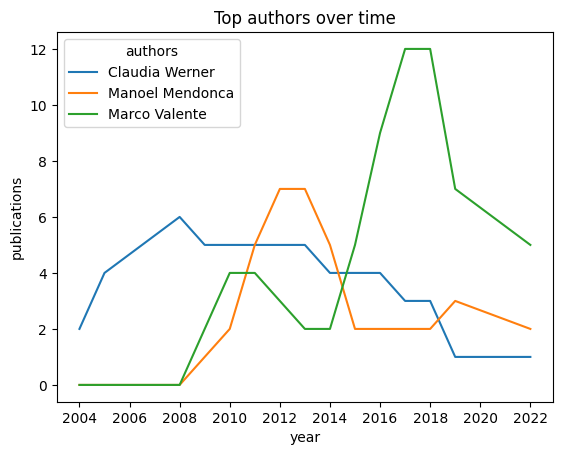 Top authors over time
authors
Claudia Werner
Manoel Mendonca
Marco Valente
publications
12
10
8
6
4
2
0
2004 2006 2008 2010 2012 2014 2016 2018 2020 2022
year